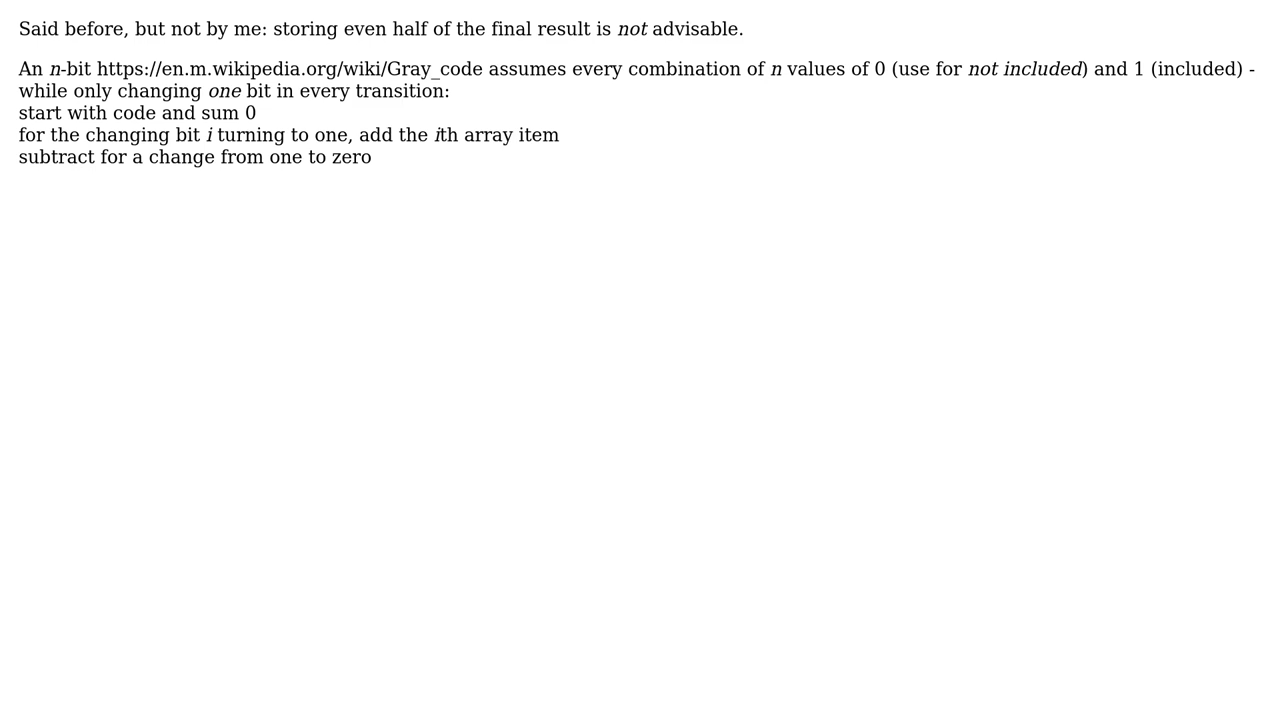 Said before, but not by me: storing even half of the final result is not advisable.
An n-bit https://en.m.wikipedia.org/wiki/Gray_code assumes every combination of n values of 0 (use for not included) and 1 (included) -
while only changing one bit in every transition:
start with code and sum 0
for the changing bit i turning to one, add the ith array item
subtract for a change from one to zero